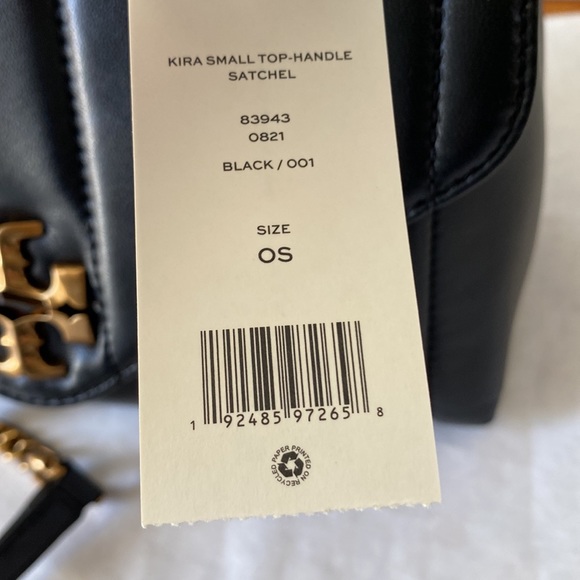 KIRA SMALL TOP-HANDLE
SATCHEL
83943
0821
BLACK / 001
SIZE
OS
1 92485 97265 8
PRINTED ON RECYCLED PAPER